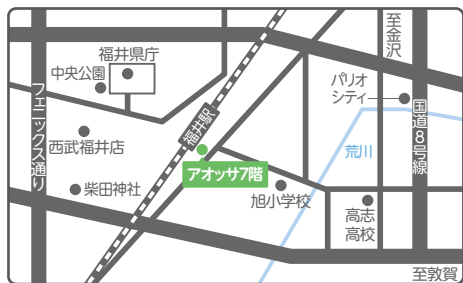 至金沢
福井県庁
中央公園
パリオ
シティ
フェニックス通り
福井駅
国道8号線
西武福井店
荒川
アオッサ7階
柴田神社
旭小学校
高志
高校
至敦賀